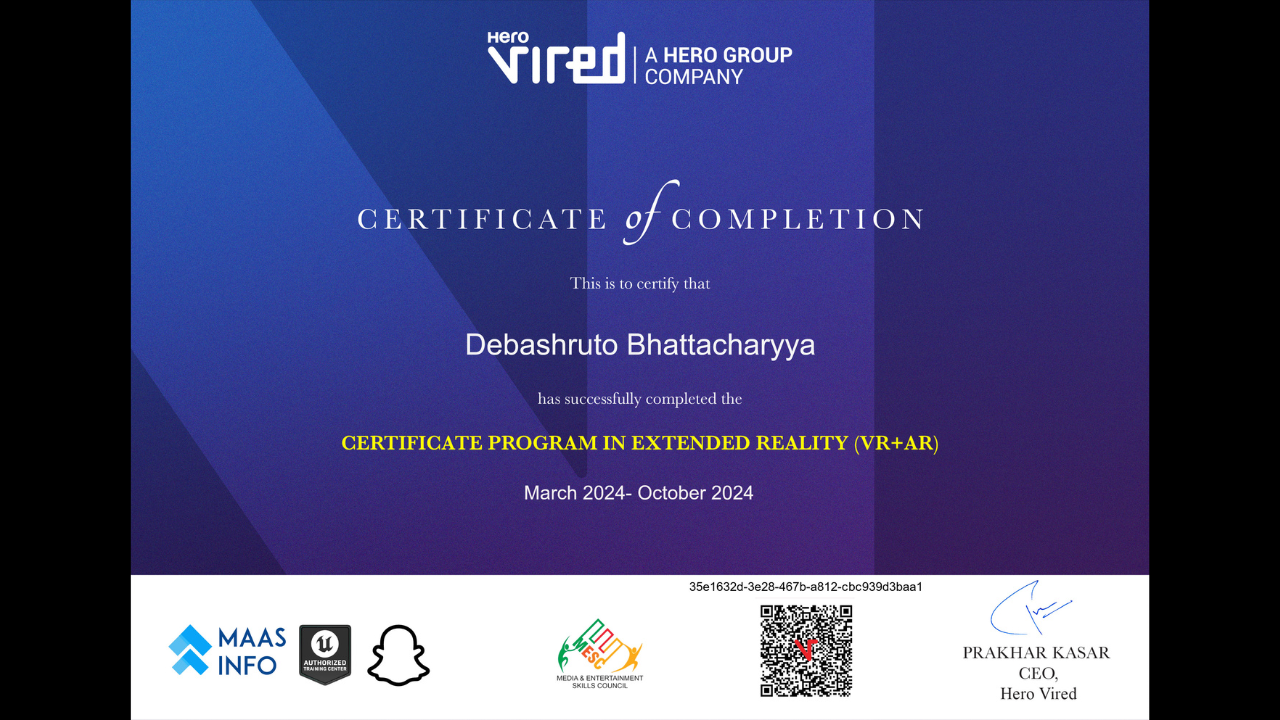 Hero
Vired
A HERO GROUP
COMPANY
CERTIFICATE of COMPLETION
This is to certify that
Debashruto Bhattacharyya
has successfully completed the
CERTIFICATE PROGRAM IN EXTENDED REALITY (VR+AR)
March 2024- October 2024
35e1632d-3e28-467b-a812-cbc939d3baa1
MAAS
INFO
AUTHORIZED
TRAINING CENTER
MESC
MEDIA & ENTERTAINMENT
SKILLS COUNCIL
PRAKHAR KASAR
CEO,
Hero Vired